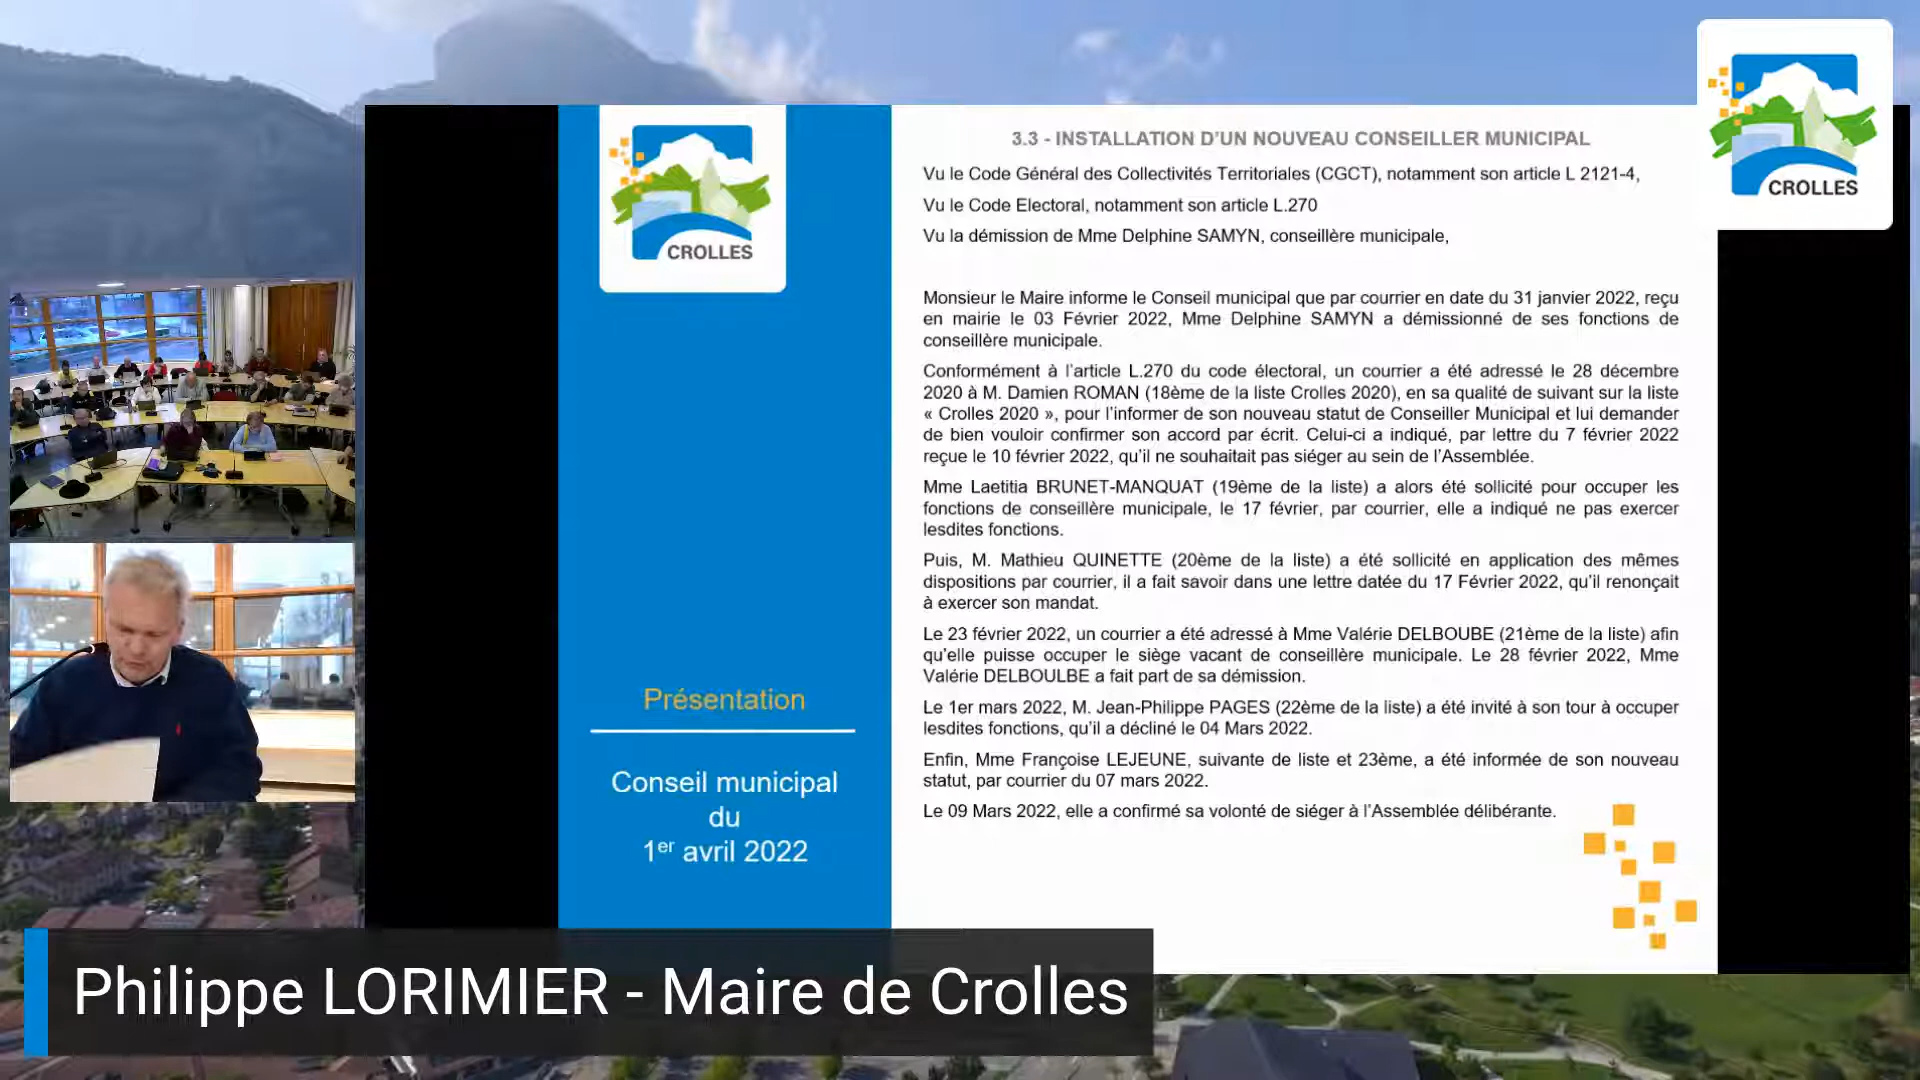 CROLLES
CROLLES
3.3 - INSTALLATION D'UN NOUVEAU CONSEILLER MUNICIPAL
Vu le Code Général des Collectivités Territoriales (CGCT), notamment son article L 2121-4,
Vu le Code Electoral, notamment son article L.270
Vu la démission de Mme Delphine SAMYN, conseillère municipale,
Monsieur le Maire informe le Conseil municipal que par courrier en date du 31 janvier 2022, reçu
en mairie le 03 Février 2022, Mme Delphine SAMYN a démissionné de ses fonctions de
conseillère municipale.
Conformément à l'article L.270 du code électoral, un courrier a été adressé le 28 décembre
2020 à M. Damien ROMAN (18ème de la liste Crolles 2020), en sa qualité de suivant sur la liste
« Crolles 2020 », pour l'informer de son nouveau statut de Conseiller Municipal et lui demander
de bien vouloir confirmer son accord par écrit. Celui-ci a indiqué, par lettre du 7 février 2022
reçue le 10 février 2022, qu'il ne souhaitait pas siéger au sein de l'Assemblée.
Mme Laetitia BRUNET-MANQUAT (19ème de la liste) a alors été sollicité pour occuper les
fonctions de conseillère municipale, le 17 février, par courrier, elle a indiqué ne pas exercer
lesdites fonctions.
Puis, M. Mathieu QUINETTE (20ème de la liste) a été sollicité en application des mêmes
dispositions par courrier, il a fait savoir dans une lettre datée du 17 Février 2022, qu'il renonçait
à exercer son mandat.
Le 23 février 2022, un courrier a été adressé à Mme Valérie DELBOUBE (21ème de la liste) afin
qu'elle puisse occuper le siège vacant de conseillère municipale. Le 28 février 2022, Mme
Valérie DELBOULBE a fait part de sa démission.
Le 1er mars 2022, M. Jean-Philippe PAGES (22ème de la liste) a été invité à son tour à occuper
lesdites fonctions, qu'il a décliné le 04 Mars 2022.
Enfin, Mme Françoise LEJEUNE, suivante de liste et 23ème, a été informée de son nouveau
statut, par courrier du 07 mars 2022.
Le 09 Mars 2022, elle a confirmé sa volonté de siéger à l'Assemblée délibérante.
Présentation
Conseil municipal
du
1er avril 2022
Philippe LORIMIER - Maire de Crolles